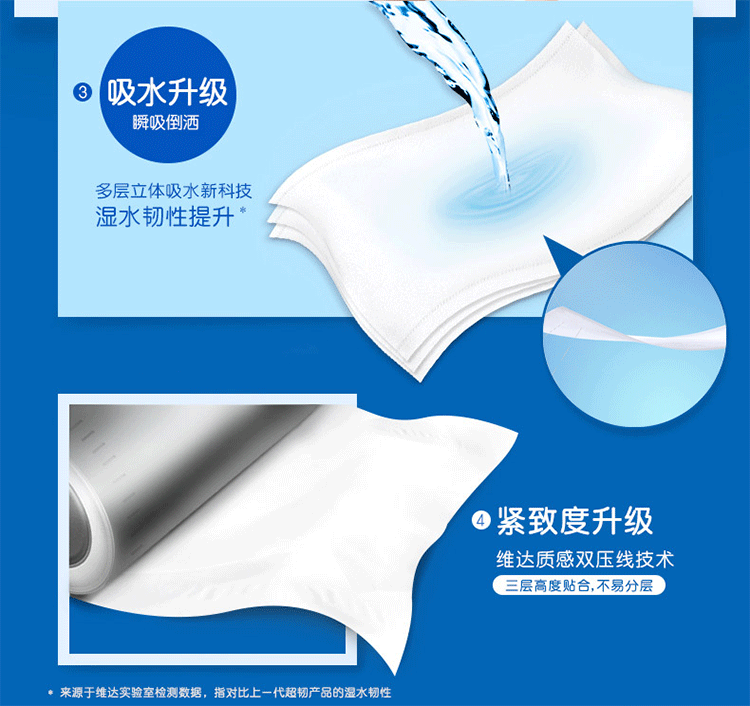 3 吸水升级
瞬吸倒洒
多层立体吸水新科技
湿水韧性提升*
4 紧致度升级
维达质感双压线技术
三层高度贴合,不易分层
* 来源于维达实验室检测数据，指对比上一代超韧产品的湿水韧性